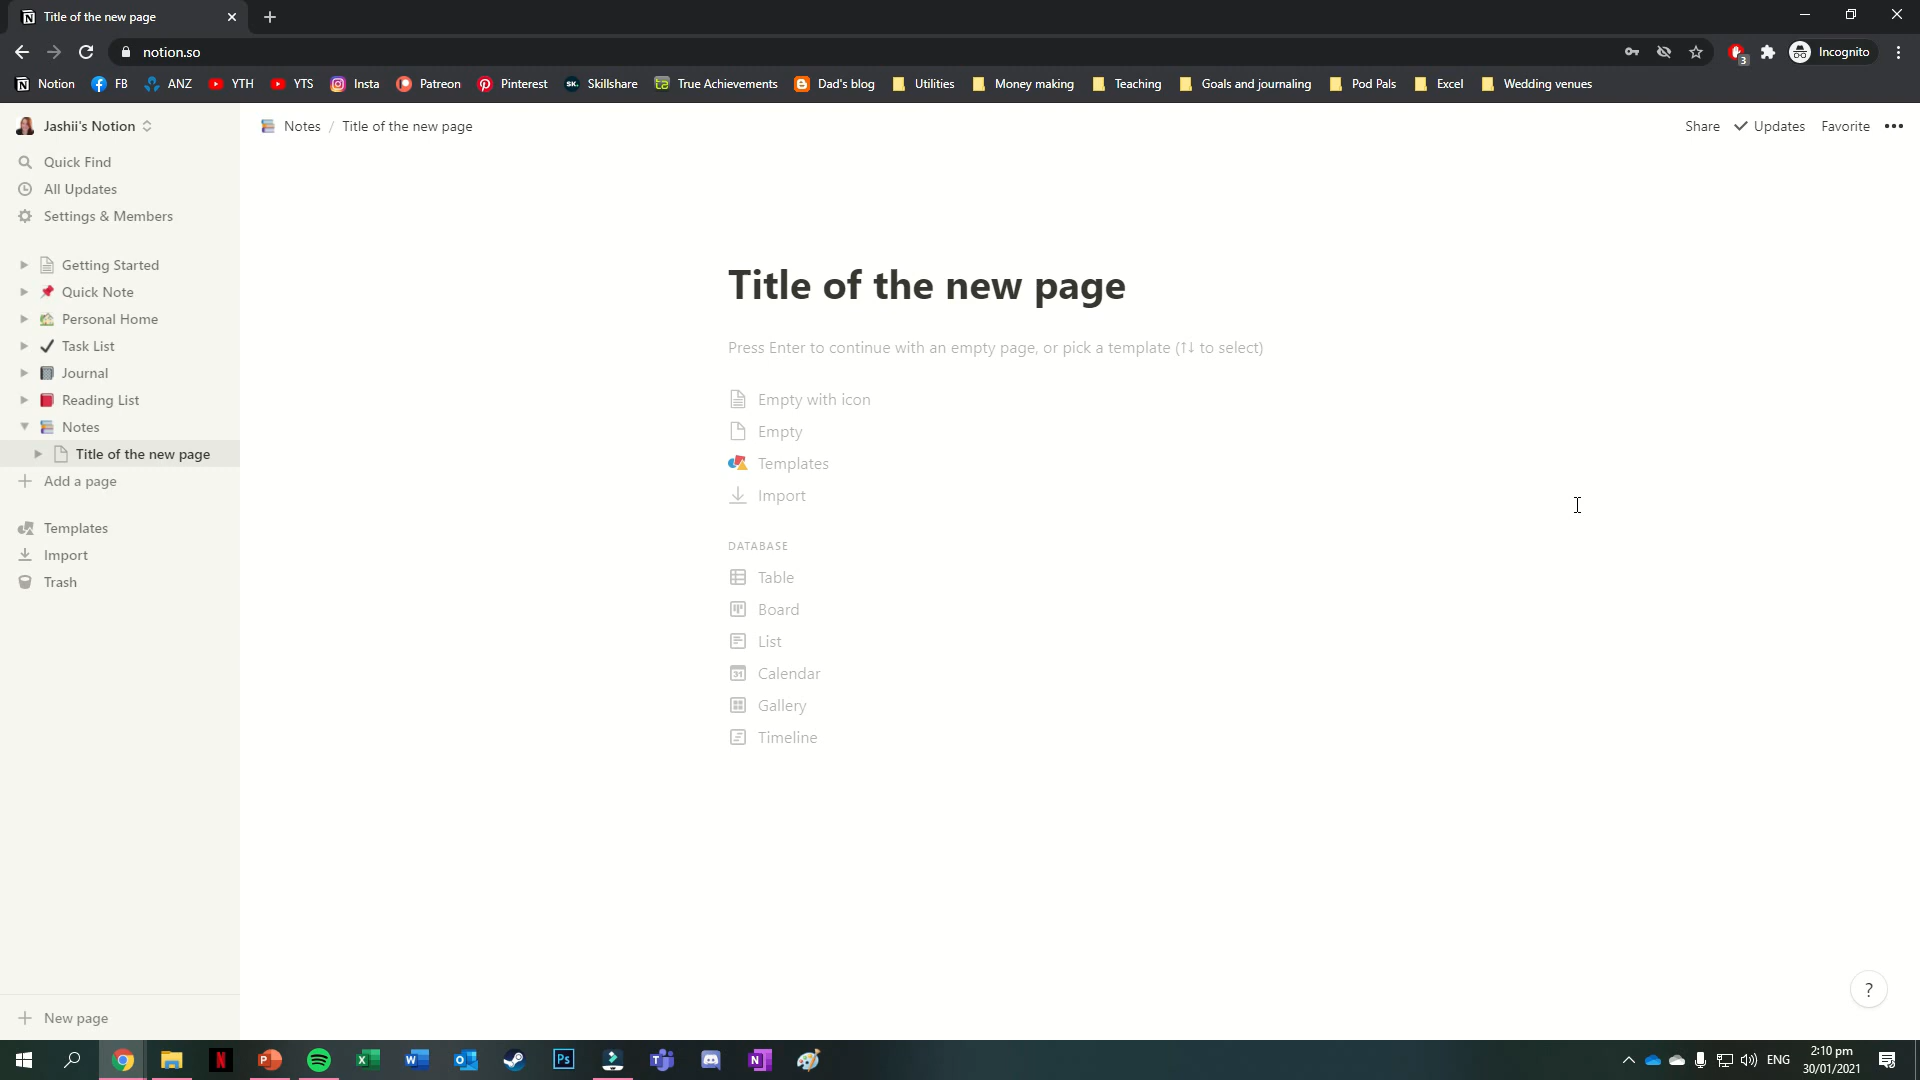 Title of the new page
notion.so
3
Incognito
Notion
FB
ANZ
YTH
YTS
Insta
Patreon
Pinterest
SK.
Skillshare
True Achievements
Dad's blog
Utilities
Money making
Teaching
Goals and journaling
Pod Pals
Excel
Wedding venues
Jashii's Notion
Notes / Title of the new page
Share
Updates
Favorite
Quick Find
All Updates
Settings & Members
Getting Started
Quick Note
Personal Home
Task List
Journal
Reading List
Notes
Title of the new page
Add a page
Templates
Import
Trash
New page
Title of the new page
Press Enter to continue with an empty page, or pick a template (↑↓ to select)
Empty with icon
Empty
Templates
Import
DATABASE
Table
Board
List
31
Calendar
Gallery
Timeline
?
Ps
ENG
2:10 pm
30/01/2021